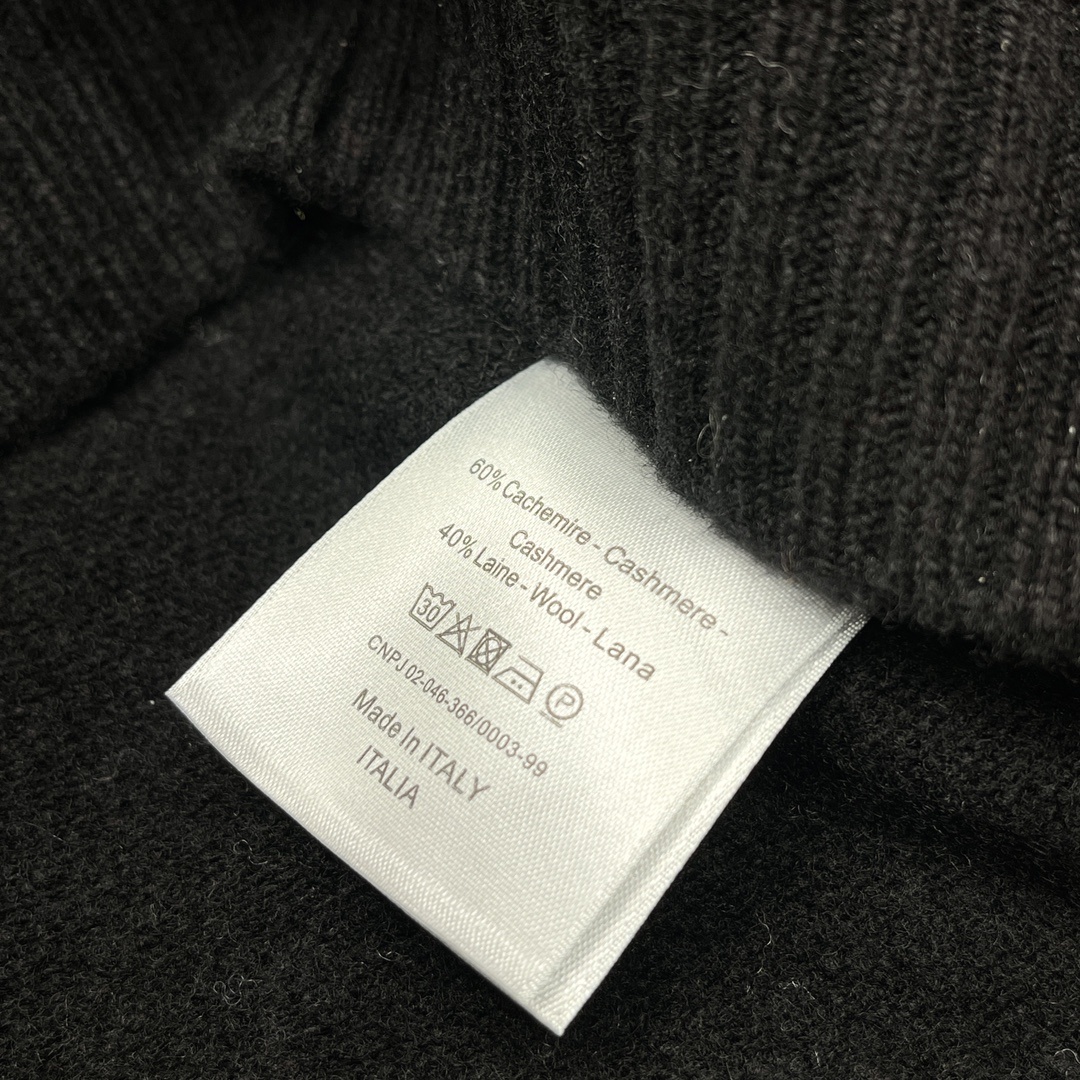 60% Cachemire - Cashmere -
Cashmere
40% Laine - Wool - Lana
30 P
CNPJ 02-046-366/0003-99
Made In ITALY
ITALIA